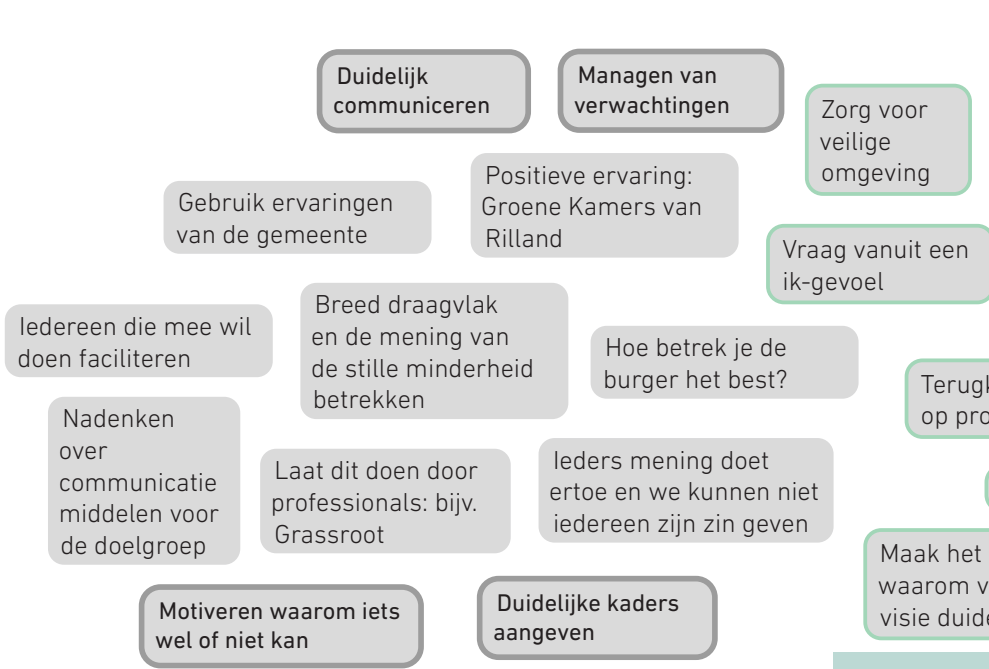 Duidelijk
communiceren
Managen van
verwachtingen
Zorg voor
veilige
omgeving
Gebruik ervaringen
van de gemeente
Positieve ervaring:
Groene Kamers van
Rilland
Vraag vanuit een
ik-gevoel
Iedereen die mee wil
doen faciliteren
Breed draagvlak
en de mening van
de stille minderheid
betrekken
Hoe betrek je de
burger het best?
Nadenken
over
communicatie
middelen voor
de doelgroep
Laat dit doen door
professionals: bijv.
Grassroot
Ieders mening doet
ertoe en we kunnen niet
iedereen zijn zin geven
op
Maak het
waarom
visie
Motiveren waarom iets
wel of niet kan
Duidelijke kaders
aangeven